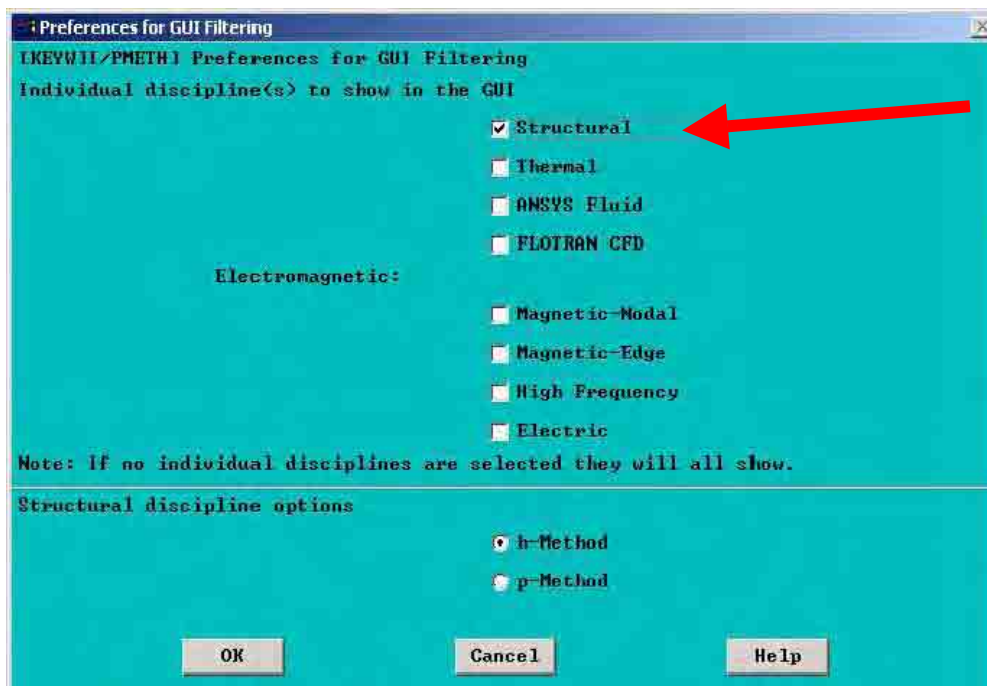 Preferences for GUI Filtering
[KEYW][/PMETH] Preferences for GUI Filtering
Individual discipline(s) to show in the GUI
Structural
Thermal
ANSYS Fluid
FLOTRAN CFD
Electromagnetic:
Magnetic-Nodal
Magnetic-Edge
High Frequency
Electric
Note: If no individual disciplines are selected they will all show.
Structural discipline options
h-Method
p-Method
OK Cancel Help